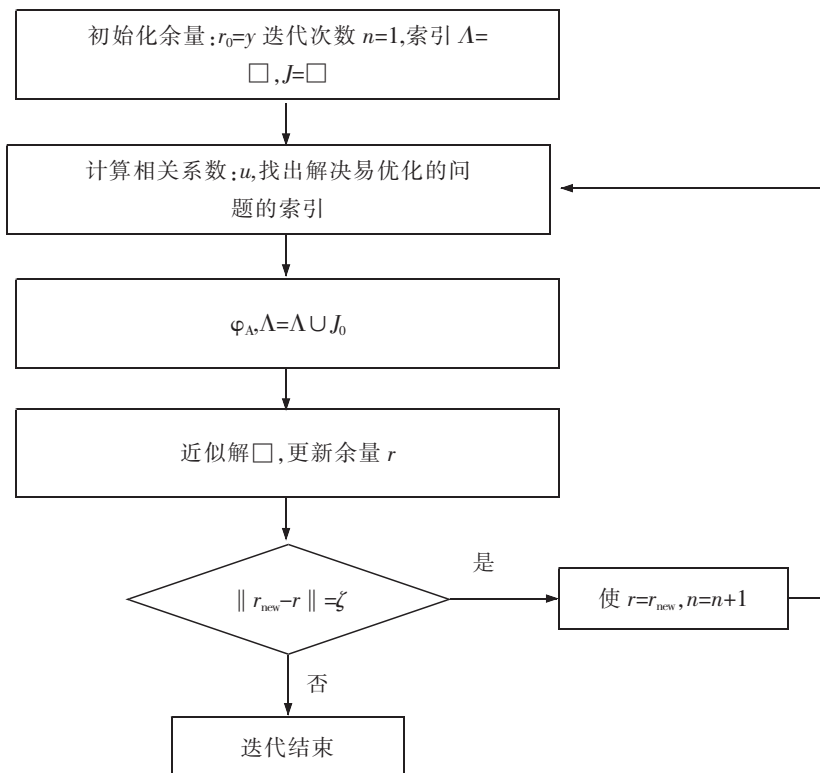 初始化余量:r₀=y 迭代次数 n=1,索引 Λ=
□,J=□
计算相关系数:u,找出解决易优化的问
题的索引
φ_A,Λ=Λ∪J₀
近似解□,更新余量 r
‖r_new−r‖=ζ
是
使 r=r_new,n=n+1
否
迭代结束